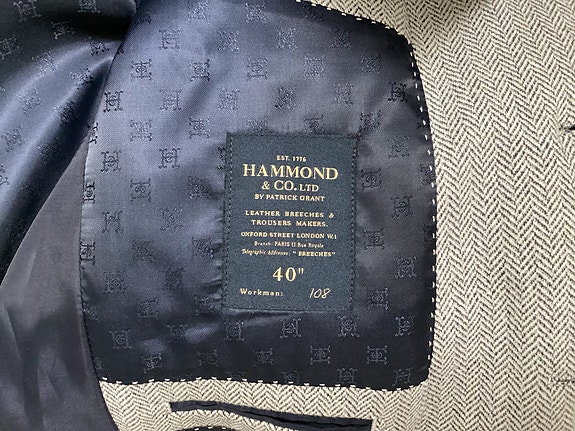 EST. 1776
HAMMOND
& CO. LTD
BY PATRICK GRANT
LEATHER BREECHES &
TROUSERS MAKERS.
OXFORD STREET LONDON W.1
Branch: PARIS 11 Rue Royale
Telegraphic Address: "BREECHES"
40"
Workman: 108